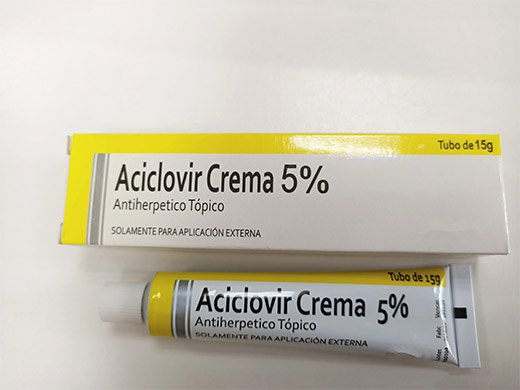 Tubo de 15g
Aciclovir Crema 5%
Antiherpetico Tópico
SOLAMENTE PARA APLICACIÓN EXTERNA
Tubo de 15g
Aciclovir Crema 5%
Antiherpetico Tópico
SOLAMENTE PARA APLICACIÓN EXTERNA